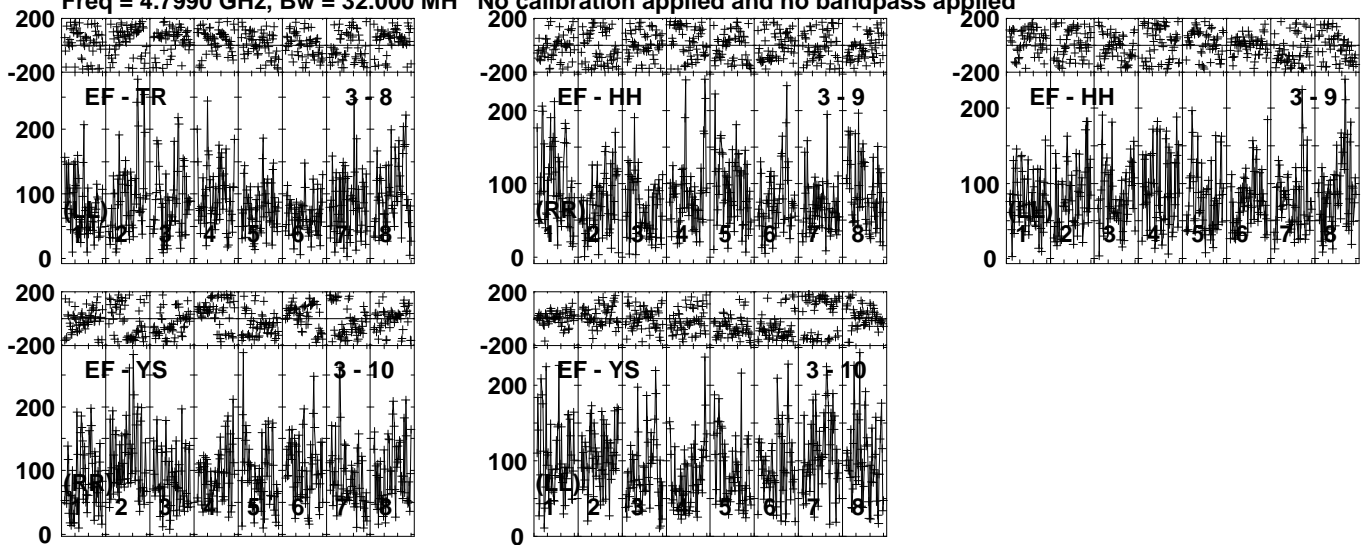 Freq = 4.7990 GHz, Bw = 32.000 MH No calibration applied and no bandpass applied
200
-200
EF - TR 3 - 8
200
100
0
(LL)
1 2 3 4 5 6 7 8
200
-200
EF - HH 3 - 9
200
100
0
(RR)
1 2 3 4 5 6 7 8
200
-200
EF - HH 3 - 9
200
100
0
(LL)
1 2 3 4 5 6 7 8
200
-200
EF - YS 3 - 10
200
100
0
(RR)
1 2 3 4 5 6 7 8
200
-200
EF - YS 3 - 10
200
100
0
(LL)
1 2 3 4 5 6 7 8